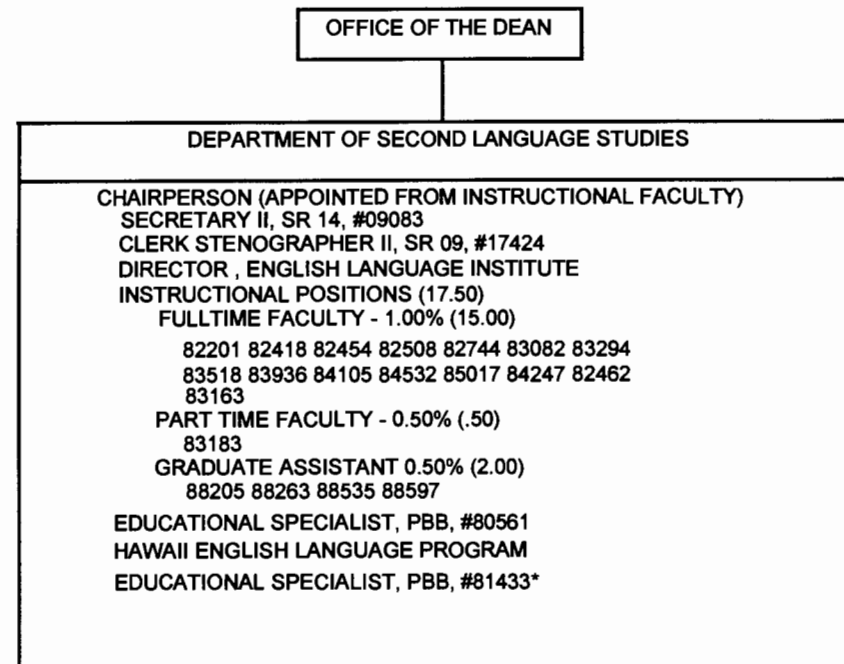 OFFICE OF THE DEAN
DEPARTMENT OF SECOND LANGUAGE STUDIES
CHAIRPERSON (APPOINTED FROM INSTRUCTIONAL FACULTY)
SECRETARY II, SR 14, #09083
CLERK STENOGRAPHER II, SR 09, #17424
DIRECTOR , ENGLISH LANGUAGE INSTITUTE
INSTRUCTIONAL POSITIONS (17.50)
FULLTIME FACULTY - 1.00% (15.00)
82201 82418 82454 82508 82744 83082 83294
83518 83936 84105 84532 85017 84247 82462
83163
PART TIME FACULTY - 0.50% (.50)
83183
GRADUATE ASSISTANT 0.50% (2.00)
88205 88263 88535 88597
EDUCATIONAL SPECIALIST, PBB, #80561
HAWAII ENGLISH LANGUAGE PROGRAM
EDUCATIONAL SPECIALIST, PBB, #81433*